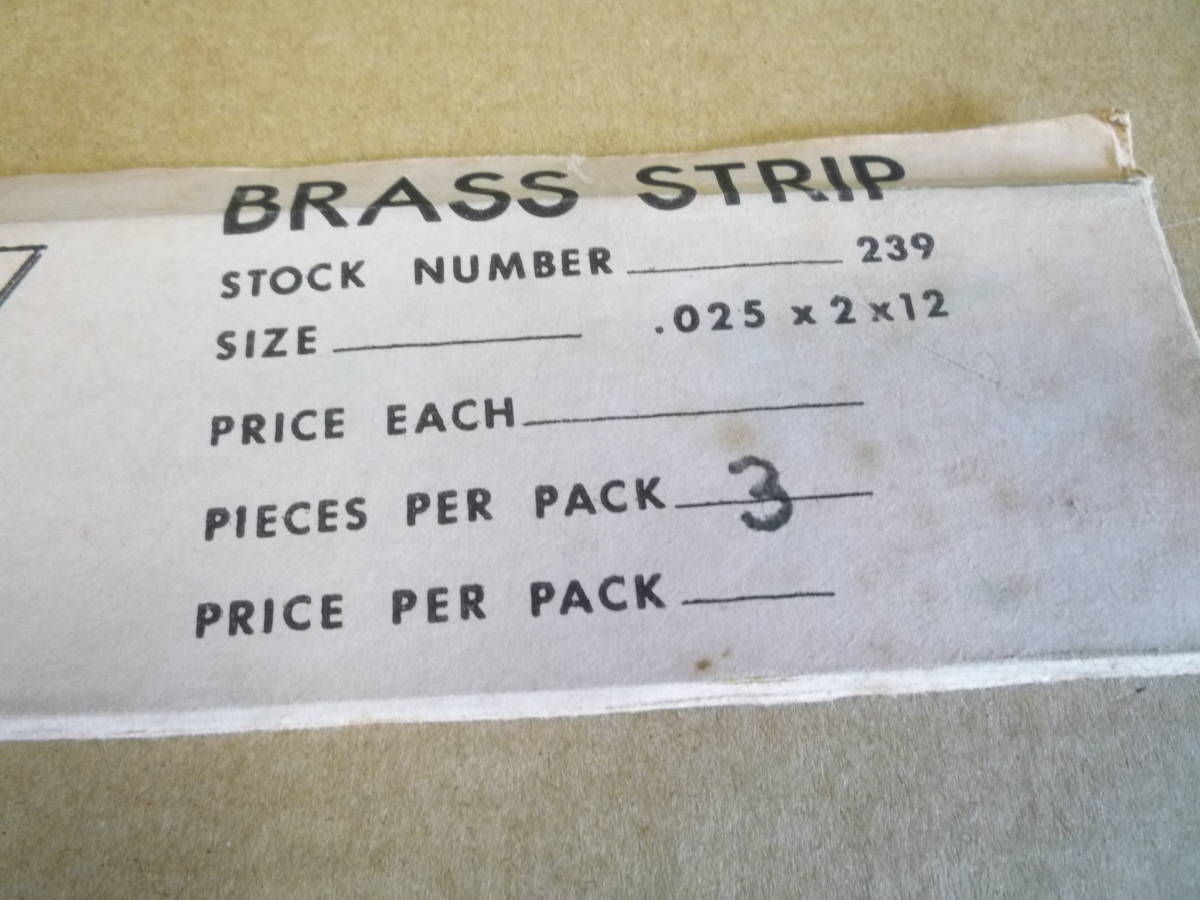 BRASS STRIP
STOCK NUMBER 239
SIZE .025 x 2 x 12
PRICE EACH
PIECES PER PACK 3
PRICE PER PACK